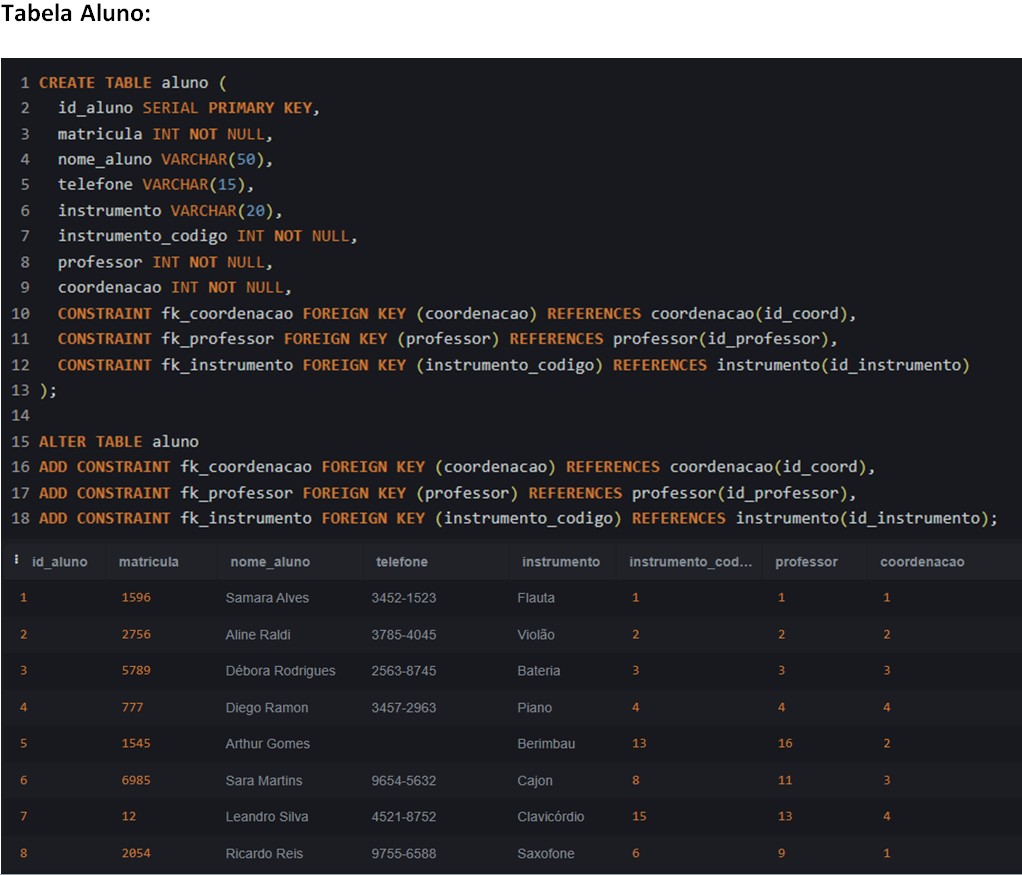 Tabela Aluno:
1 CREATE TABLE aluno (
2 id_aluno SERIAL PRIMARY KEY,
3 matricula INT NOT NULL,
4 nome_aluno VARCHAR(50),
5 telefone VARCHAR(15),
6 instrumento VARCHAR(20),
7 instrumento_codigo INT NOT NULL,
8 professor INT NOT NULL,
9 coordenacao INT NOT NULL,
10 CONSTRAINT fk_coordenacao FOREIGN KEY (coordenacao) REFERENCES coordenacao(id_coord),
11 CONSTRAINT fk_professor FOREIGN KEY (professor) REFERENCES professor(id_professor),
12 CONSTRAINT fk_instrumento FOREIGN KEY (instrumento_codigo) REFERENCES instrumento(id_instrumento)
13 );
14
15 ALTER TABLE aluno
16 ADD CONSTRAINT fk_coordenacao FOREIGN KEY (coordenacao) REFERENCES coordenacao(id_coord),
17 ADD CONSTRAINT fk_professor FOREIGN KEY (professor) REFERENCES professor(id_professor),
18 ADD CONSTRAINT fk_instrumento FOREIGN KEY (instrumento_codigo) REFERENCES instrumento(id_instrumento);
id_aluno matricula nome_aluno telefone instrumento instrumento_cod... professor coordenacao
1 1596 Samara Alves 3452-1523 Flauta 1 1 1
2 2756 Aline Raldi 3785-4045 Violão 2 2 2
3 5789 Débora Rodrigues 2563-8745 Bateria 3 3 3
4 777 Diego Ramon 3457-2963 Piano 4 4 4
5 1545 Arthur Gomes Berimbau 13 16 2
6 6985 Sara Martins 9654-5632 Cajon 8 11 3
7 12 Leandro Silva 4521-8752 Clavicórdio 15 13 4
8 2054 Ricardo Reis 9755-6588 Saxofone 6 9 1